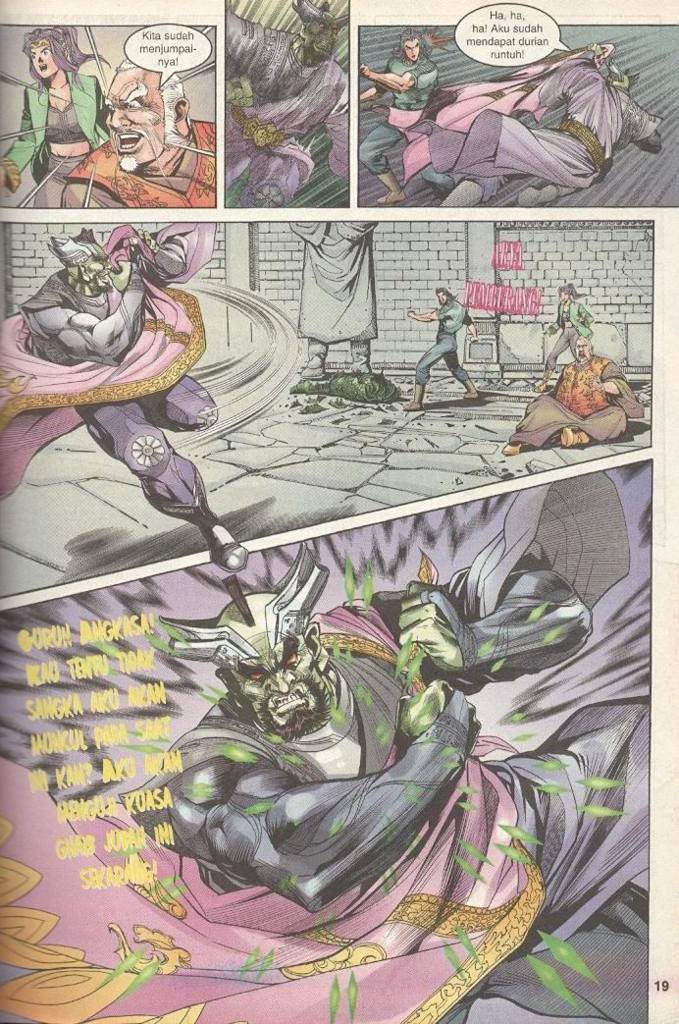 Kita sudah
menjumpai-
nya!
Ha, ha,
ha! Aku sudah
mendapat durian
runtuh!
GURUH ANGKASA!
KAU TENTU TIDAK
SANGKA AKU AKAN
MUNCUL PADA SAAT
INI KAN? AKU AKAN
MENGUJI KUASA
GHAIB JUBAH INI
SEKARANG!
19